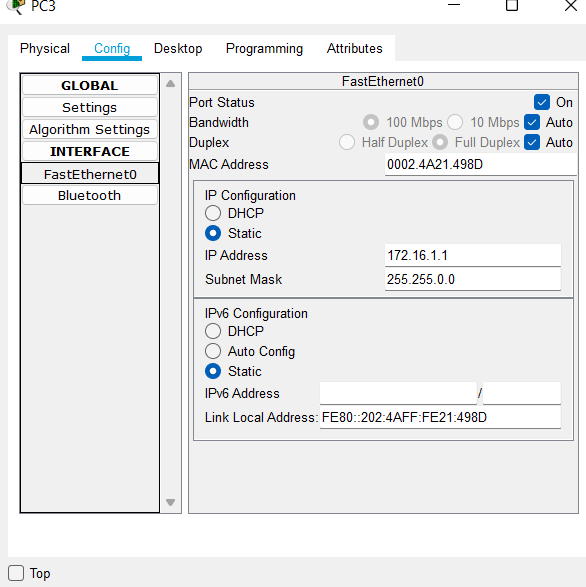 PC3
Physical Config Desktop Programming Attributes
GLOBAL
Settings
Algorithm Settings
INTERFACE
FastEthernet0
Bluetooth
FastEthernet0
Port Status On
Bandwidth 100 Mbps 10 Mbps Auto
Duplex Half Duplex Full Duplex Auto
MAC Address 0002.4A21.498D
IP Configuration
DHCP
Static
IP Address 172.16.1.1
Subnet Mask 255.255.0.0
IPv6 Configuration
DHCP
Auto Config
Static
IPv6 Address /
Link Local Address: FE80::202:4AFF:FE21:498D
Top